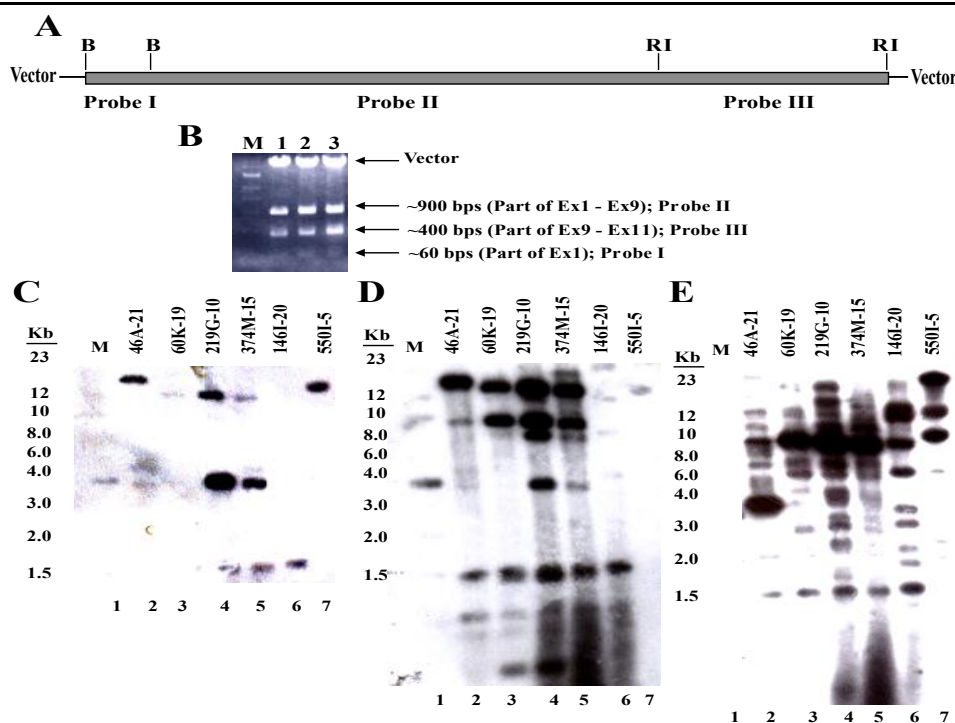 A
B B RI RI
Vector Vector
Probe I Probe II Probe III
B
M 1 2 3
Vector
~900 bps (Part of Ex1 - Ex9); Probe II
~400 bps (Part of Ex9 - Ex11); Probe III
~60 bps (Part of Ex1); Probe I
C
Kb
M 46A-21 60K-19 219G-10 374M-15 146I-20 550I-5
23
12
10
8.0
6.0
4.0
3.0
2.0
1.5
1 2 3 4 5 6 7
D
Kb
M 46A-21 60K-19 219G-10 374M-15 146I-20 550I-5
23
12
10
8.0
6.0
4.0
3.0
2.0
1.5
1 2 3 4 5 6 7
E
Kb
M 46A-21 60K-19 219G-10 374M-15 146I-20 550I-5
23
12
10
8.0
6.0
4.0
3.0
2.0
1.5
1 2 3 4 5 6 7